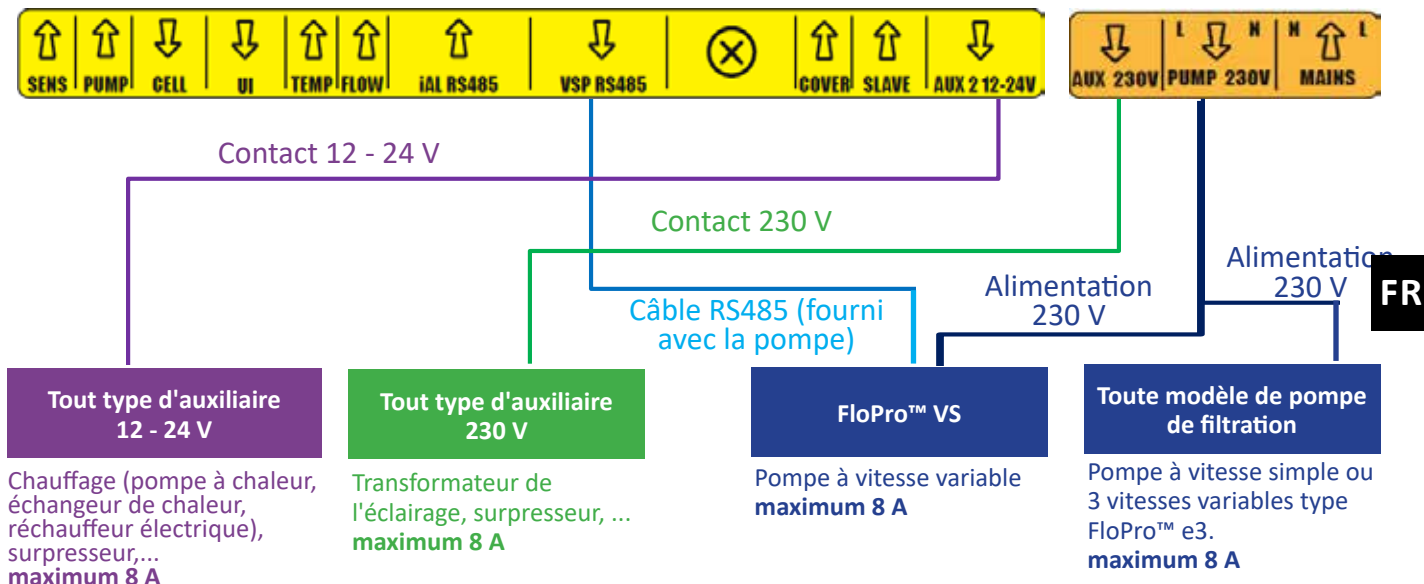 SENS PUMP CELL UI TEMP FLOW iAL RS485 VSP RS485 COVER SLAVE AUX 2 12-24V
L N N L
AUX 230V PUMP 230V MAINS
Contact 12 - 24 V
Contact 230 V
Câble RS485 (fourni
avec la pompe)
Alimentation
230 V
Alimentation
230 V
FR
Tout type d'auxiliaire
12 - 24 V
Chauffage (pompe à chaleur,
échangeur de chaleur,
réchauffeur électrique),
surpresseur,...
maximum 8 A
Tout type d'auxiliaire
230 V
Transformateur de
l'éclairage, surpresseur, ...
maximum 8 A
FloPro™ VS
Pompe à vitesse variable
maximum 8 A
Toute modèle de pompe
de filtration
Pompe à vitesse simple ou
3 vitesses variables type
FloPro™ e3.
maximum 8 A